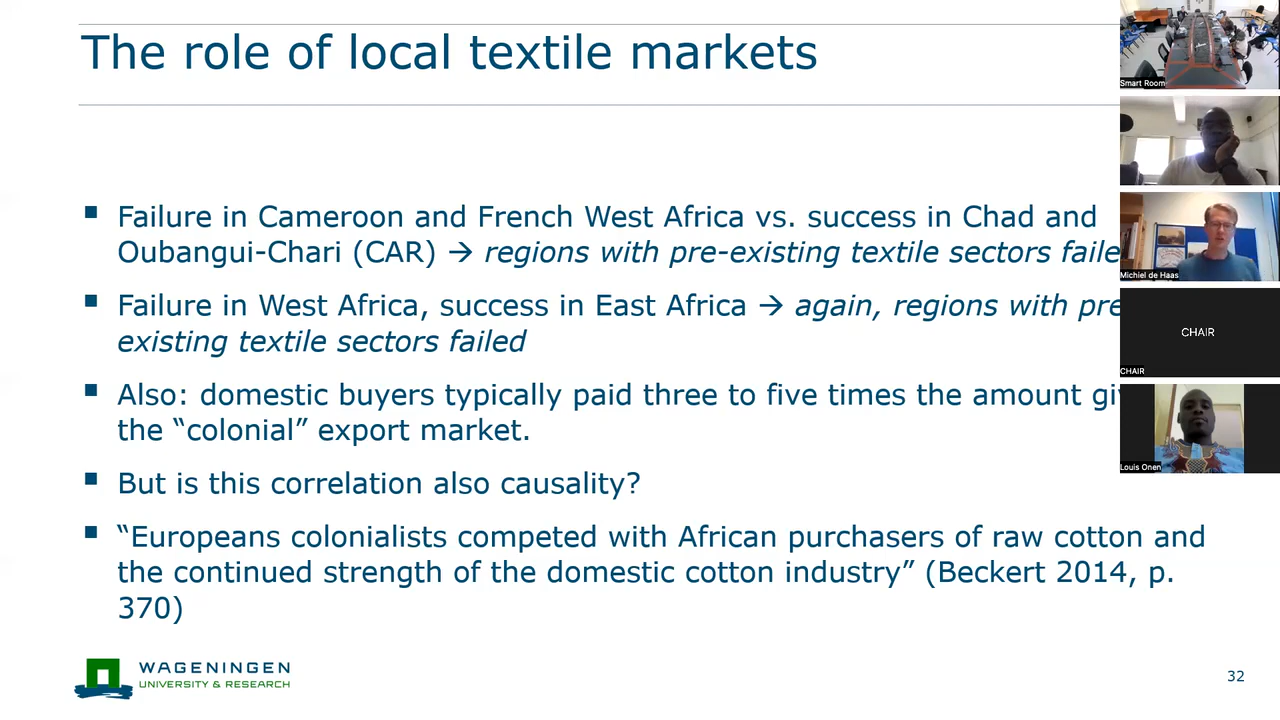 The role of local textile markets
Failure in Cameroon and French West Africa vs. success in Chad and
Oubangui-Chari (CAR) → regions with pre-existing textile sectors faile
Failure in West Africa, success in East Africa → again, regions with pre
existing textile sectors failed
Also: domestic buyers typically paid three to five times the amount gi
the “colonial” export market.
But is this correlation also causality?
“Europeans colonialists competed with African purchasers of raw cotton and
the continued strength of the domestic cotton industry” (Beckert 2014, p.
370)
WAGENINGEN
UNIVERSITY & RESEARCH
32
Smart Room
Michiel de Haas
CHAIR
CHAIR
Louis Onen